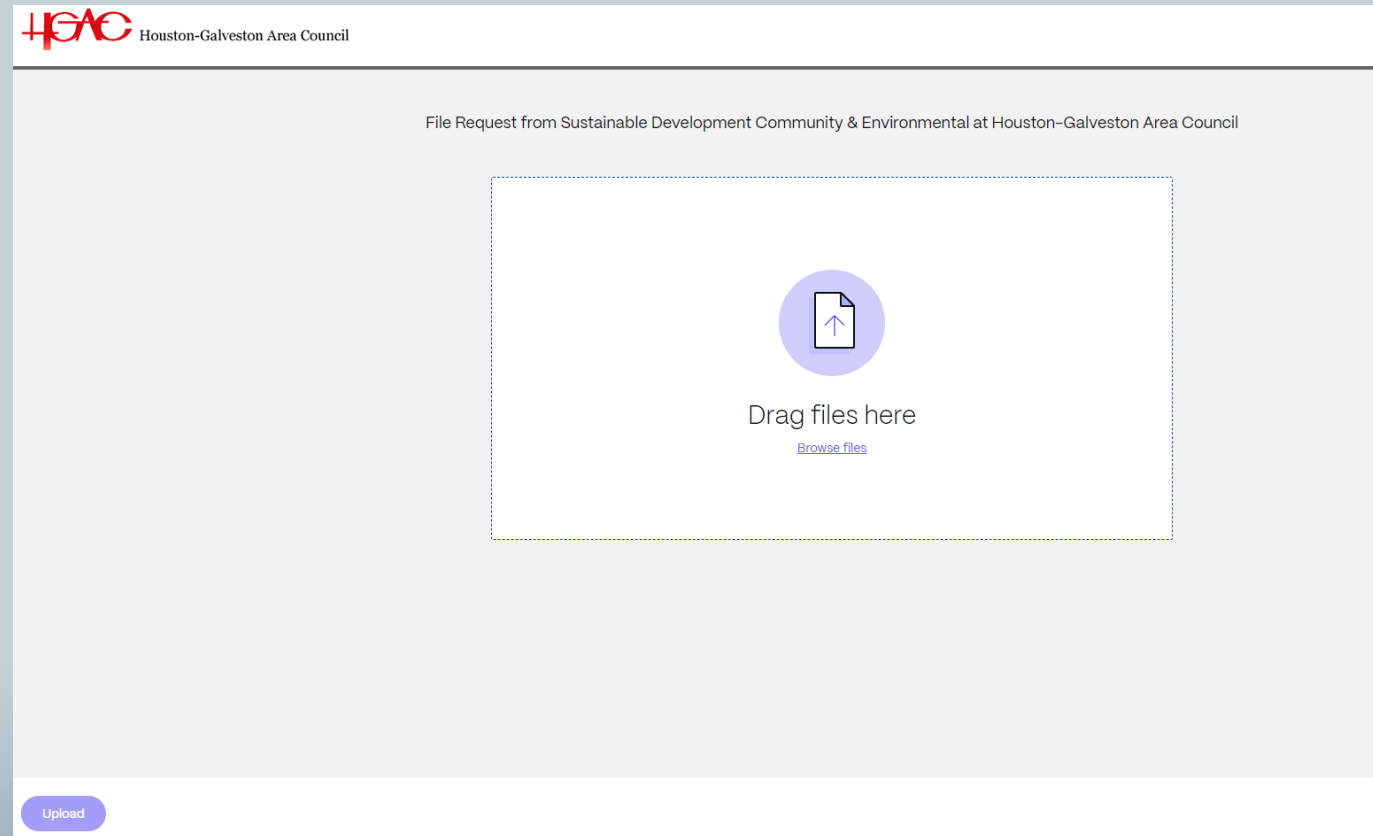 HGAC Houston-Galveston Area Council
File Request from Sustainable Development Community & Environmental at Houston-Galveston Area Council
Drag files here
Browse files
Upload